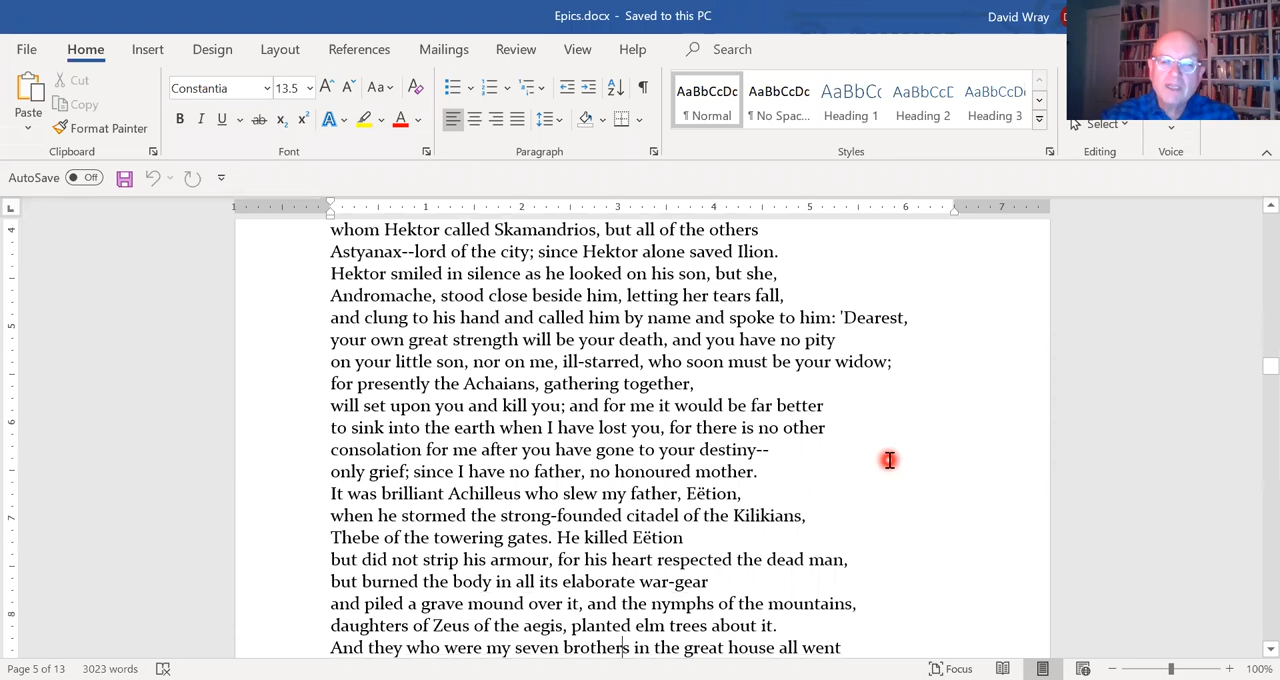 Epics.docx - Saved to this PC
David Wray
File Home Insert Design Layout References Mailings Review View Help Search
Cut
Copy
Format Painter
Paste
Constantia 13.5
AaBbCcDc AaBbCcDc AaBbCc AaBbCcD AaBbCcDi
¶ Normal ¶ No Spac... Heading 1 Heading 2 Heading 3
Select
Clipboard Font Paragraph Styles Editing Voice
AutoSave Off
1 1 2 3 4 5 6 7
4
5
6
7
8
whom Hektor called Skamandrios, but all of the others
Astyanax--lord of the city; since Hektor alone saved Ilion.
Hektor smiled in silence as he looked on his son, but she,
Andromache, stood close beside him, letting her tears fall,
and clung to his hand and called him by name and spoke to him: 'Dearest,
your own great strength will be your death, and you have no pity
on your little son, nor on me, ill-starred, who soon must be your widow;
for presently the Achaians, gathering together,
will set upon you and kill you; and for me it would be far better
to sink into the earth when I have lost you, for there is no other
consolation for me after you have gone to your destiny--
only grief; since I have no father, no honoured mother.
It was brilliant Achilleus who slew my father, Eëtion,
when he stormed the strong-founded citadel of the Kilikians,
Thebe of the towering gates. He killed Eëtion
but did not strip his armour, for his heart respected the dead man,
but burned the body in all its elaborate war-gear
and piled a grave mound over it, and the nymphs of the mountains,
daughters of Zeus of the aegis, planted elm trees about it.
And they who were my seven brothers in the great house all went
Page 5 of 13 3023 words Focus 100%